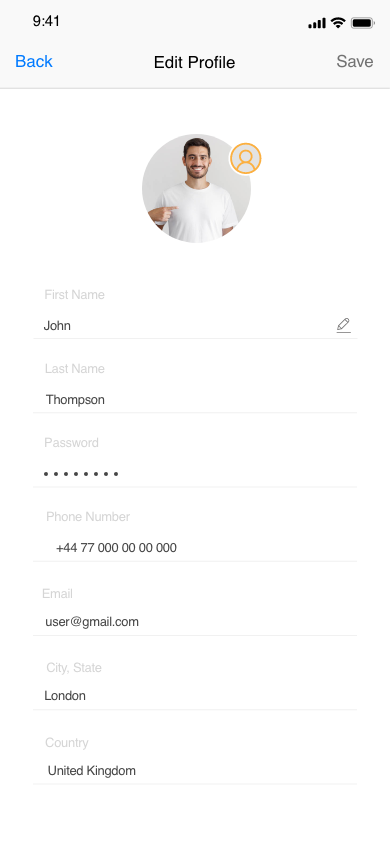 9:41
Back Edit Profile Save
First Name
John
Last Name
Thompson
Password
••••••••
Phone Number
+44 77 000 00 00 000
Email
user@gmail.com
City, State
London
Country
United Kingdom